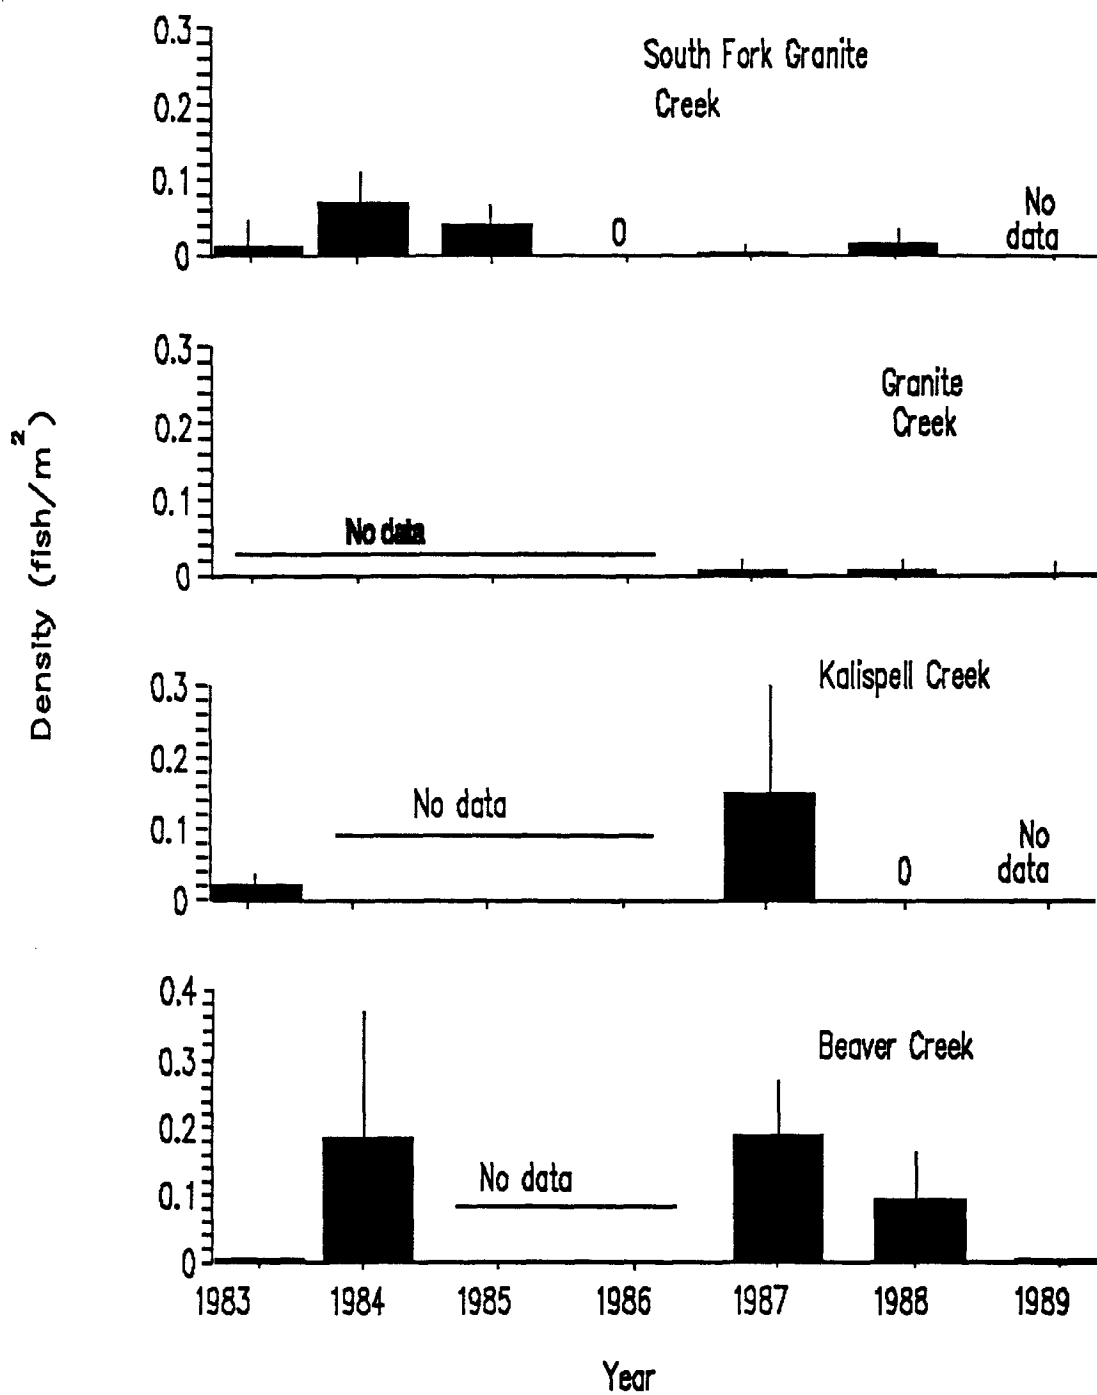 0.3
South Fork Granite
Creek
0.2
0.1
No
data
0
0
0.3
Granite
Creek
0.2
0.1
No data
0
Density (fish/m²)
Kalispell Creek
0.3
0.2
No data
0.1
No
data
0
0
0.4
Beaver Creek
0.3
0.2
No data
0.1
0
1983 1984 1985 1986 1987 1988 1989
Year